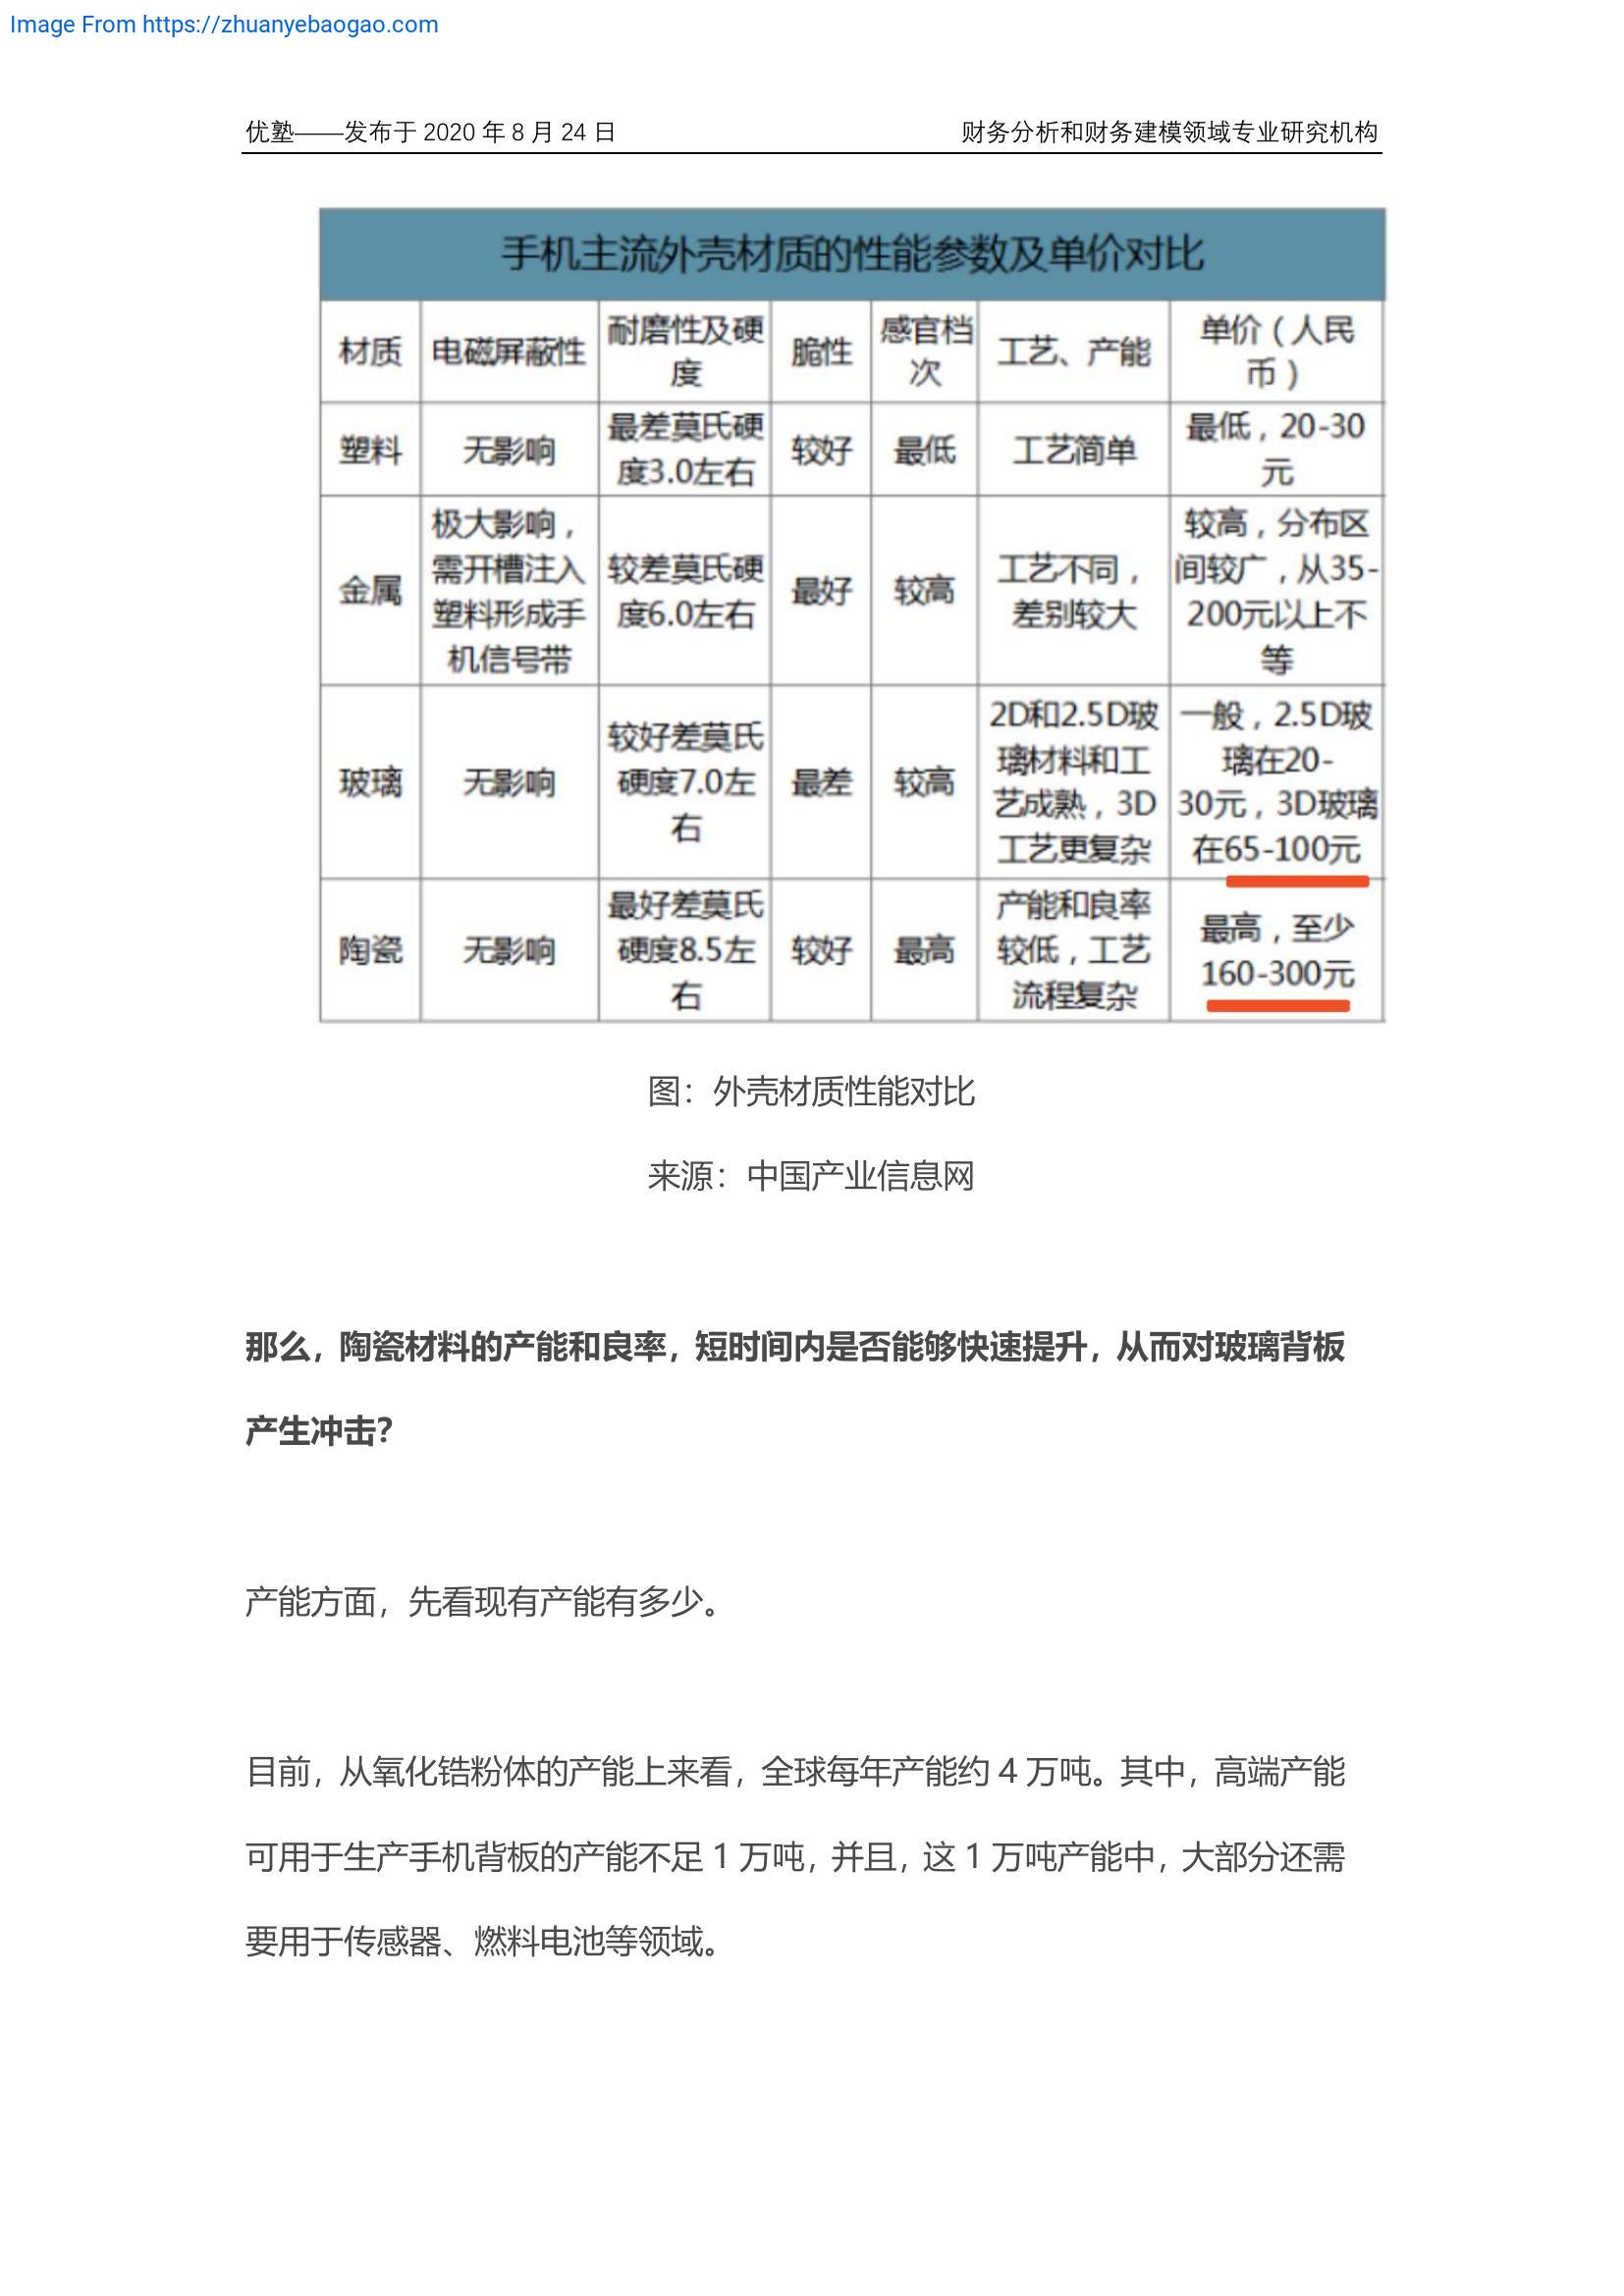 Image From https://zhuanyebaogao.com
优塾——发布于 2020 年 8 月 24 日
财务分析和财务建模领域专业研究机构
手机主流外壳材质的性能参数及单价对比
材质
电磁屏蔽性
耐磨性及硬
度
脆性
感官档
次
工艺、产能
单价（人民
币）
塑料
无影响
最差莫氏硬
度3.0左右
较好
最低
工艺简单
最低，20-30
元
金属
极大影响，
需开槽注入
塑料形成手
机信号带
较差莫氏硬
度6.0左右
最好
较高
工艺不同，
差别较大
较高，分布区
间较广，从35-
200元以上不
等
玻璃
无影响
较好差莫氏
硬度7.0左
右
最差
较高
2D和2.5D玻
璃材料和工
艺成熟，3D
工艺更复杂
一般，2.5D玻
璃在20-
30元，3D玻璃
在65-100元
陶瓷
无影响
最好差莫氏
硬度8.5左
右
较好
最高
产能和良率
较低，工艺
流程复杂
最高，至少
160-300元
图：外壳材质性能对比
来源：中国产业信息网
那么，陶瓷材料的产能和良率，短时间内是否能够快速提升，从而对玻璃背板
产生冲击？
产能方面，先看现有产能有多少。
目前，从氧化锆粉体的产能上来看，全球每年产能约 4 万吨。其中，高端产能
可用于生产手机背板的产能不足 1 万吨，并且，这 1 万吨产能中，大部分还需
要用于传感器、燃料电池等领域。